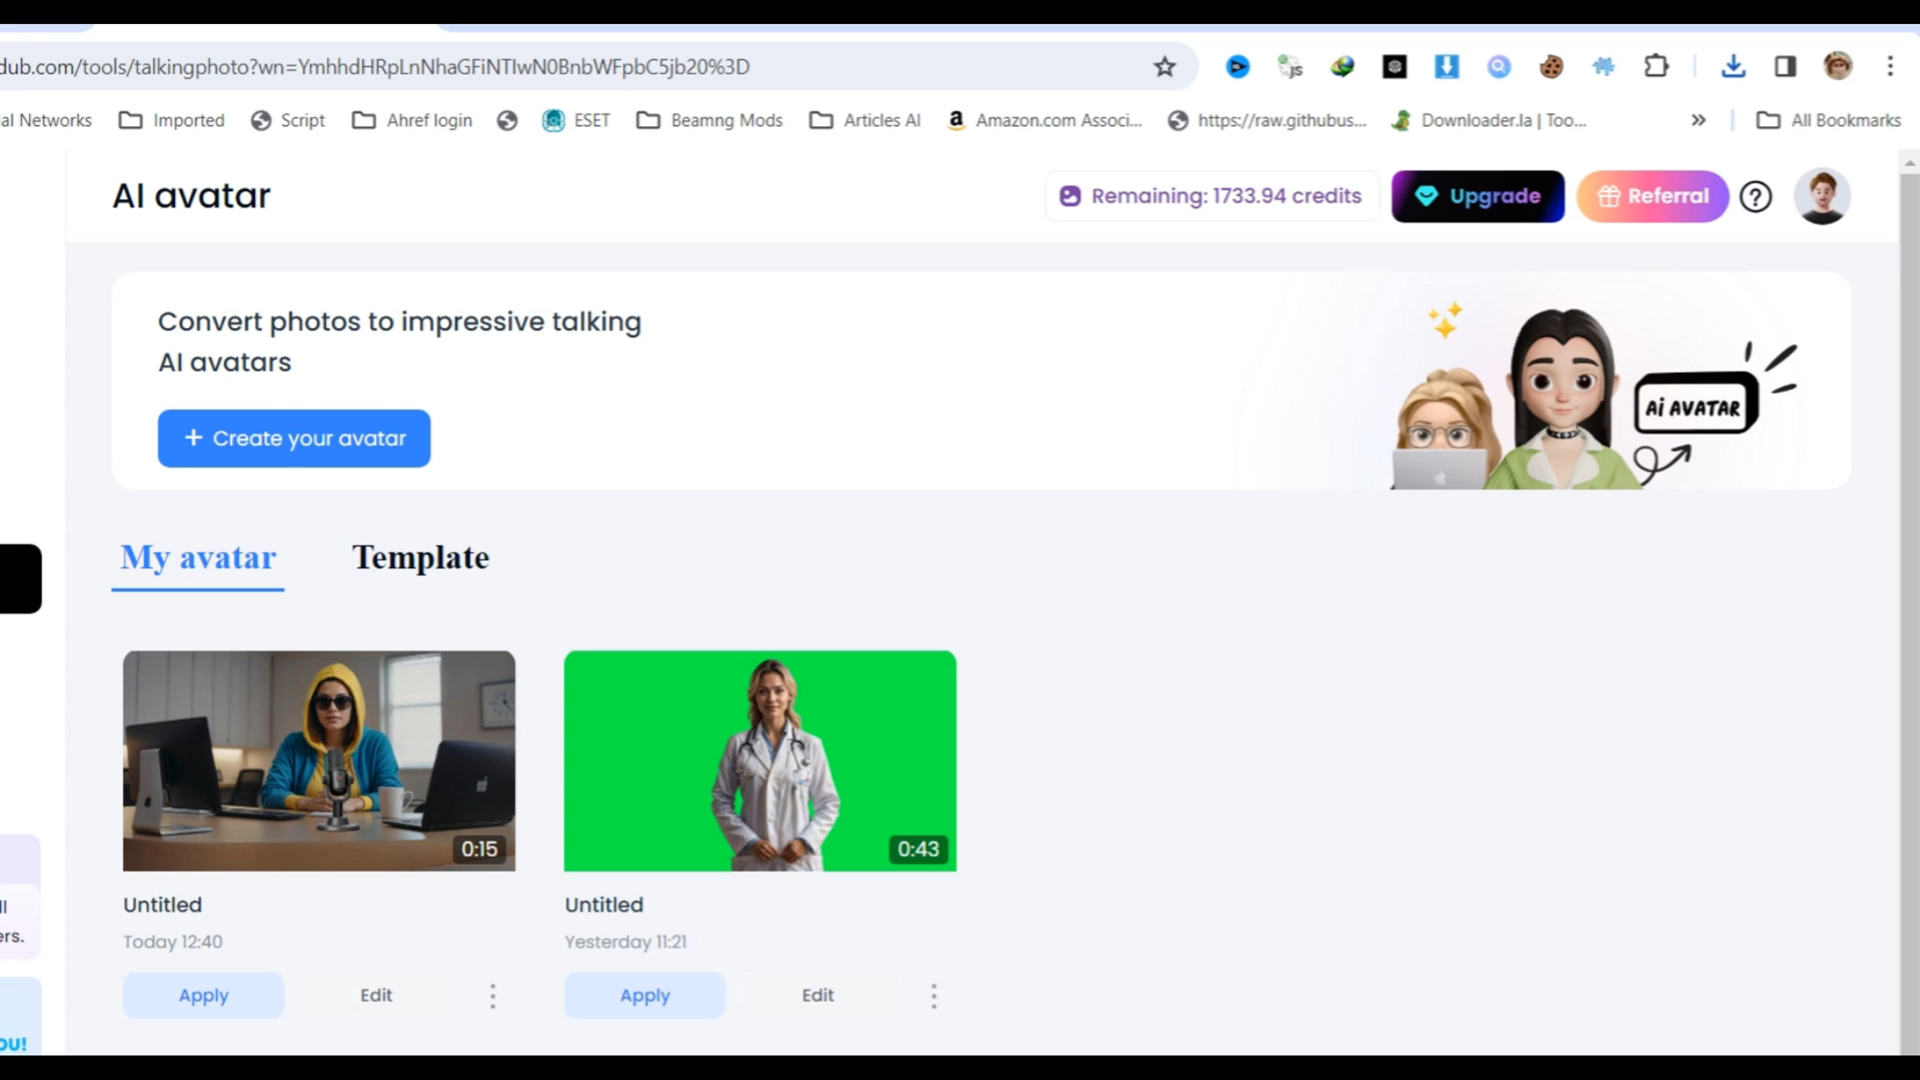 dub.com/tools/talkingphoto?wn=YmhhdHRpLnNhaGFiNTIwN0BnbWFpbC5jb20%3D
al Networks
Imported
Script
Ahref login
ESET
Beamng Mods
Articles AI
Amazon.com Associ...
https://raw.githubus...
Downloader.la | Too...
All Bookmarks
AI avatar
Remaining: 1733.94 credits
Upgrade
Referral
Convert photos to impressive talking
AI avatars
+ Create your avatar
Ai AVATAR
My avatar
Template
0:15
0:43
Untitled
Untitled
Today 12:40
Yesterday 11:21
Apply
Edit
Apply
Edit
ers.
OU!